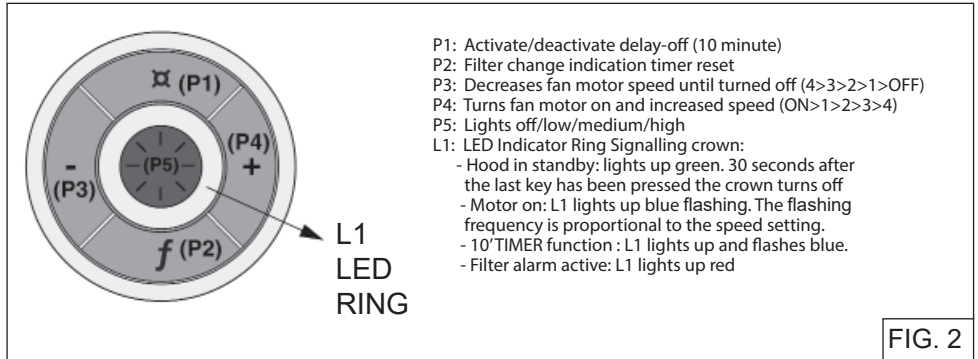 ¤ (P1)
(P4)
+
(P5)
-
(P3)
ƒ (P2)
L1
LED
RING
P1: Activate/deactivate delay-off (10 minute)
P2: Filter change indication timer reset
P3: Decreases fan motor speed until turned off (4>3>2>1>OFF)
P4: Turns fan motor on and increased speed (ON>1>2>3>4)
P5: Lights off/low/medium/high
L1: LED Indicator Ring Signalling crown:
- Hood in standby: lights up green. 30 seconds after
the last key has been pressed the crown turns off
- Motor on: L1 lights up blue flashing. The flashing
frequency is proportional to the speed setting.
- 10'TIMER function : L1 lights up and flashes blue.
- Filter alarm active: L1 lights up red
FIG. 2